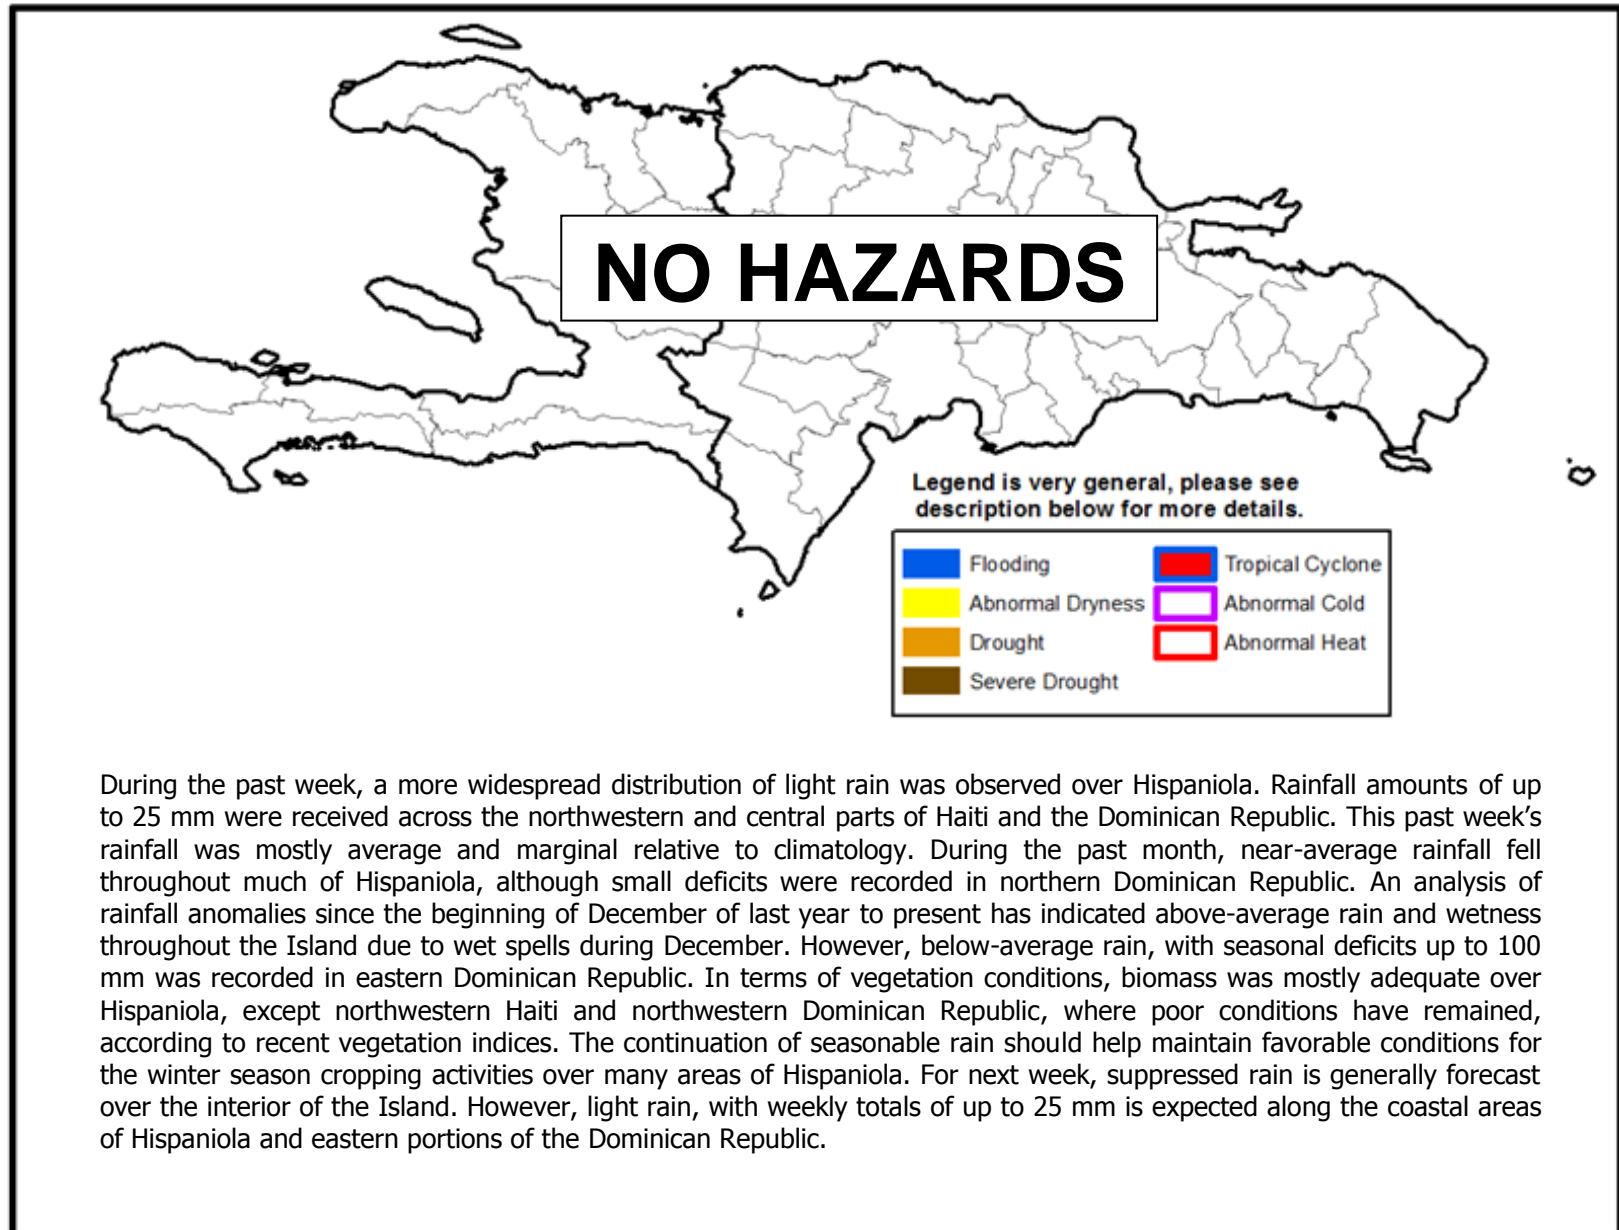 NO HAZARDS
Legend is very general, please see
description below for more details.
Flooding
Tropical Cyclone
Abnormal Dryness
Abnormal Cold
Drought
Abnormal Heat
Severe Drought
During the past week, a more widespread distribution of light rain was observed over Hispaniola. Rainfall amounts of up
to 25 mm were received across the northwestern and central parts of Haiti and the Dominican Republic. This past week’s
rainfall was mostly average and marginal relative to climatology. During the past month, near-average rainfall fell
throughout much of Hispaniola, although small deficits were recorded in northern Dominican Republic. An analysis of
rainfall anomalies since the beginning of December of last year to present has indicated above-average rain and wetness
throughout the Island due to wet spells during December. However, below-average rain, with seasonal deficits up to 100
mm was recorded in eastern Dominican Republic. In terms of vegetation conditions, biomass was mostly adequate over
Hispaniola, except northwestern Haiti and northwestern Dominican Republic, where poor conditions have remained,
according to recent vegetation indices. The continuation of seasonable rain should help maintain favorable conditions for
the winter season cropping activities over many areas of Hispaniola. For next week, suppressed rain is generally forecast
over the interior of the Island. However, light rain, with weekly totals of up to 25 mm is expected along the coastal areas
of Hispaniola and eastern portions of the Dominican Republic.